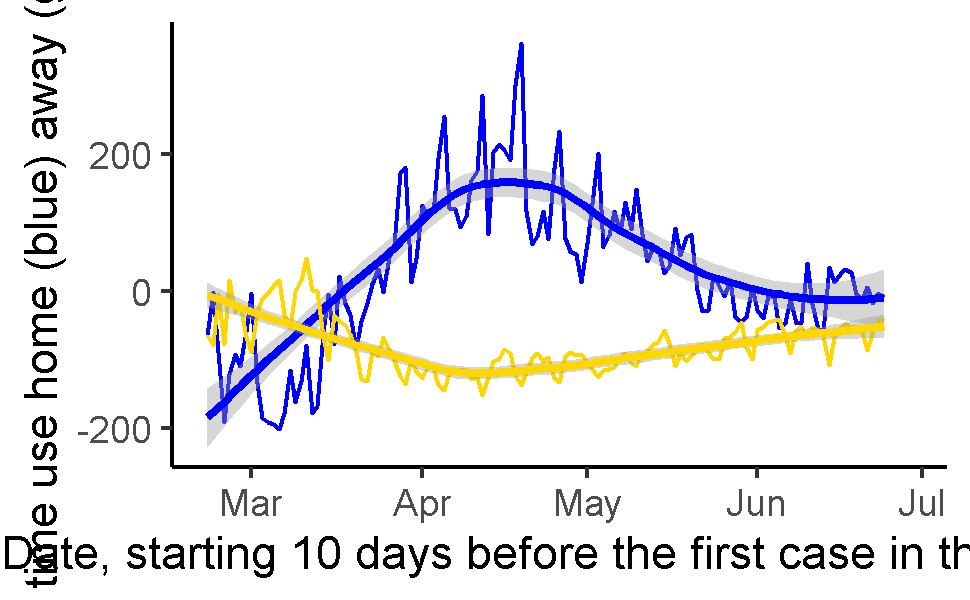 time use home (blue) away (
200
0
-200
Mar Apr May Jun Jul
Date, starting 10 days before the first case in th